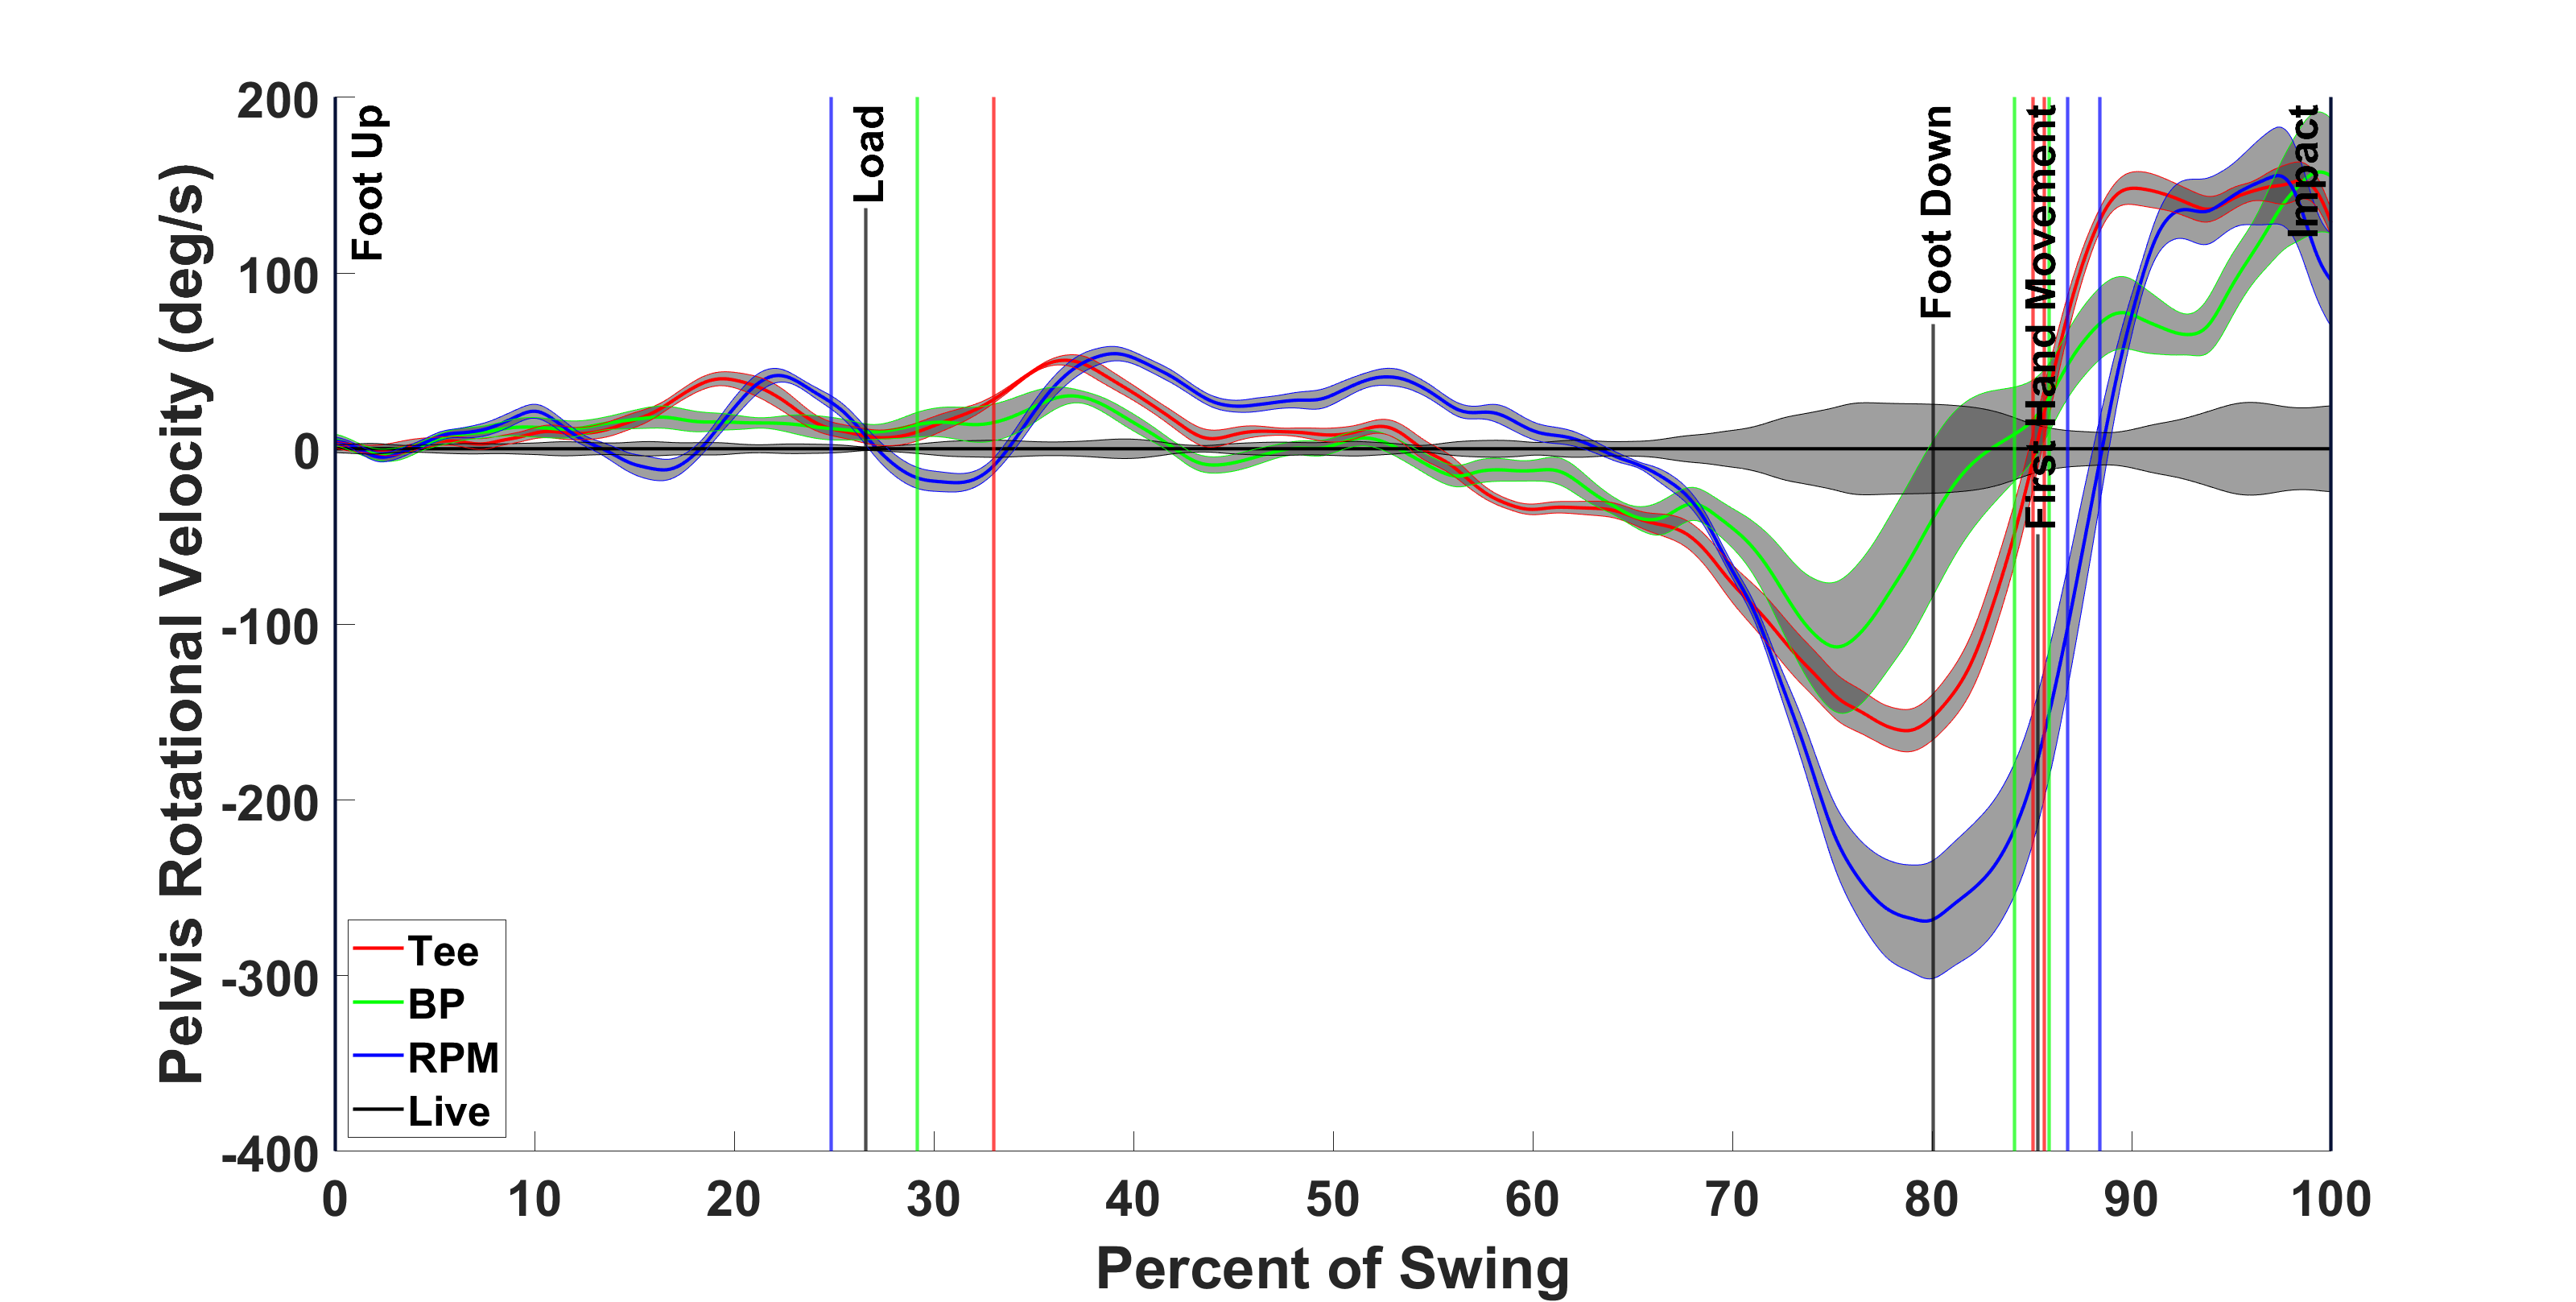 Pelvis Rotational Velocity (deg/s)
200
100
0
-100
-200
-300
-400
Foot Up
Load
Foot Down
First Hand Movement
Impact
Tee
BP
RPM
Live
0 10 20 30 40 50 60 70 80 90 100
Percent of Swing